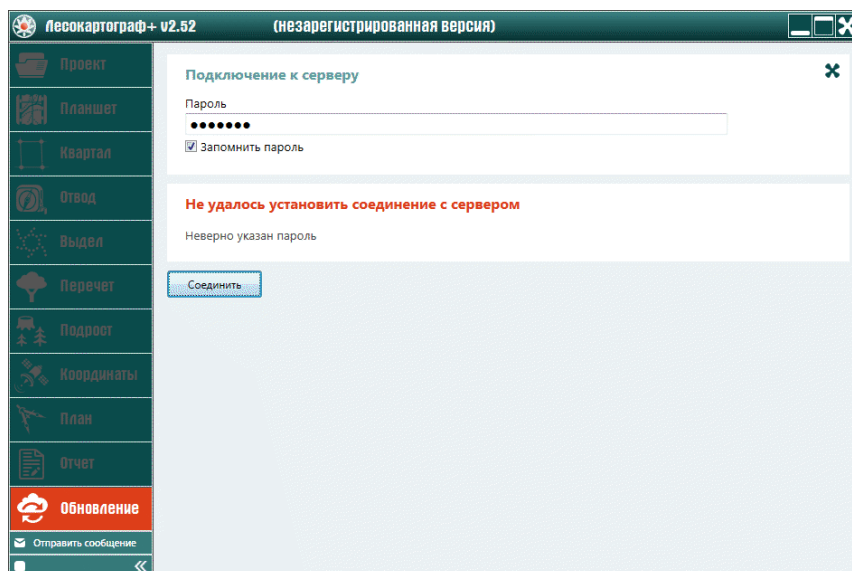 Лесокартограф+ v2.52 (незарегистрированная версия)
Проект
Планшет
Квартал
Отвод
Выдел
Перечет
Подрост
Координаты
План
Отчет
Обновление
Отправить сообщение
Подключение к серверу
Пароль
•••••••
Запомнить пароль
Не удалось установить соединение с сервером
Неверно указан пароль
Соединить